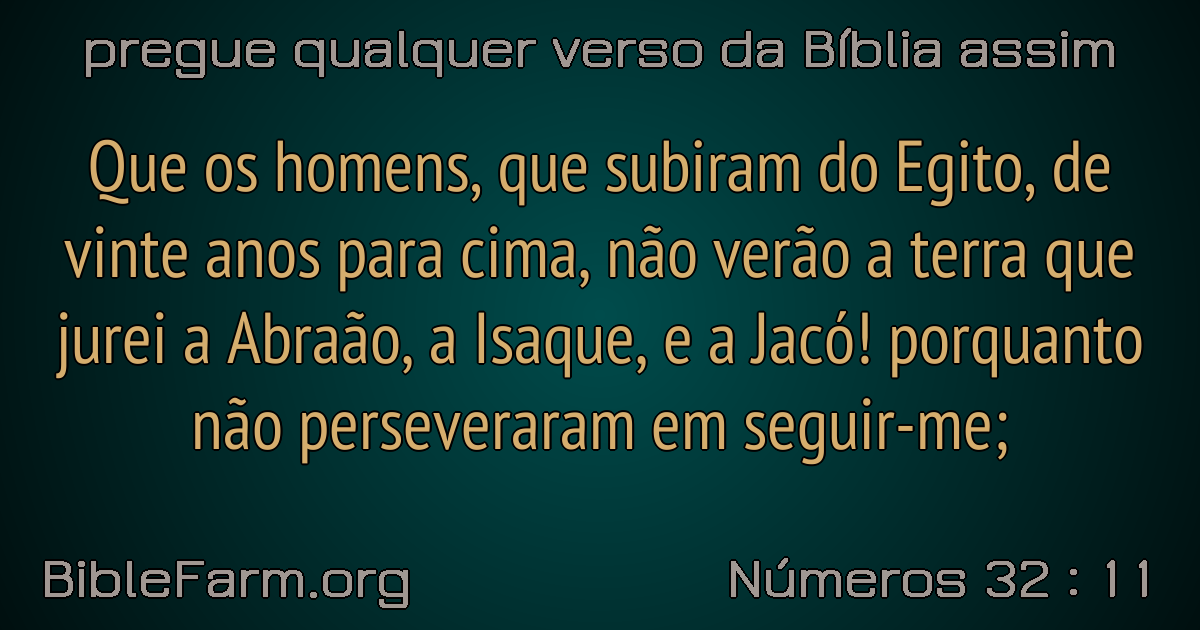 pregue qualquer verso da Bíblia assim
Que os homens, que subiram do Egito, de
vinte anos para cima, não verão a terra que
jurei a Abraão, a Isaque, e a Jacó! porquanto
não perseveraram em seguir-me;
BibleFarm.org
Números 32 : 11